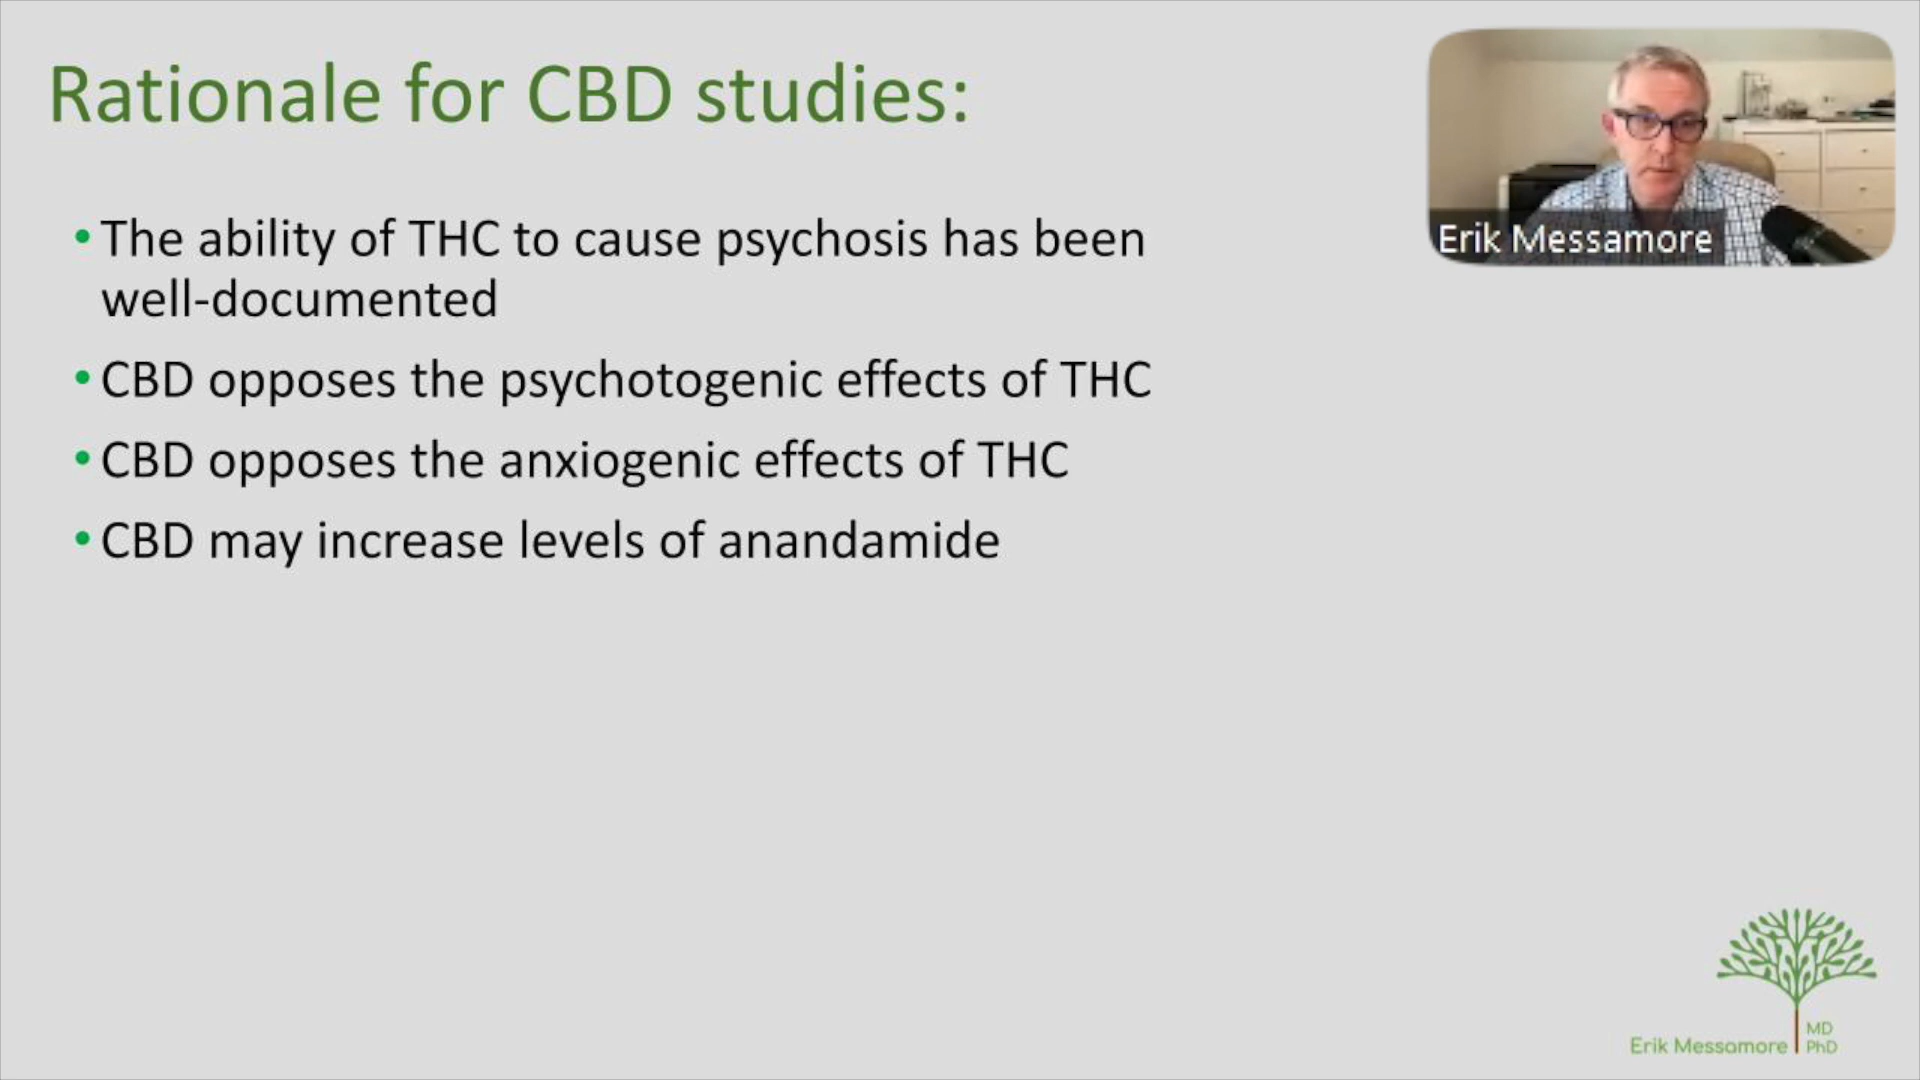 Rationale for CBD studies:
• The ability of THC to cause psychosis has been
well-documented
• CBD opposes the psychotogenic effects of THC
• CBD opposes the anxiogenic effects of THC
• CBD may increase levels of anandamide
Erik Messamore
Erik Messamore
MD
PhD